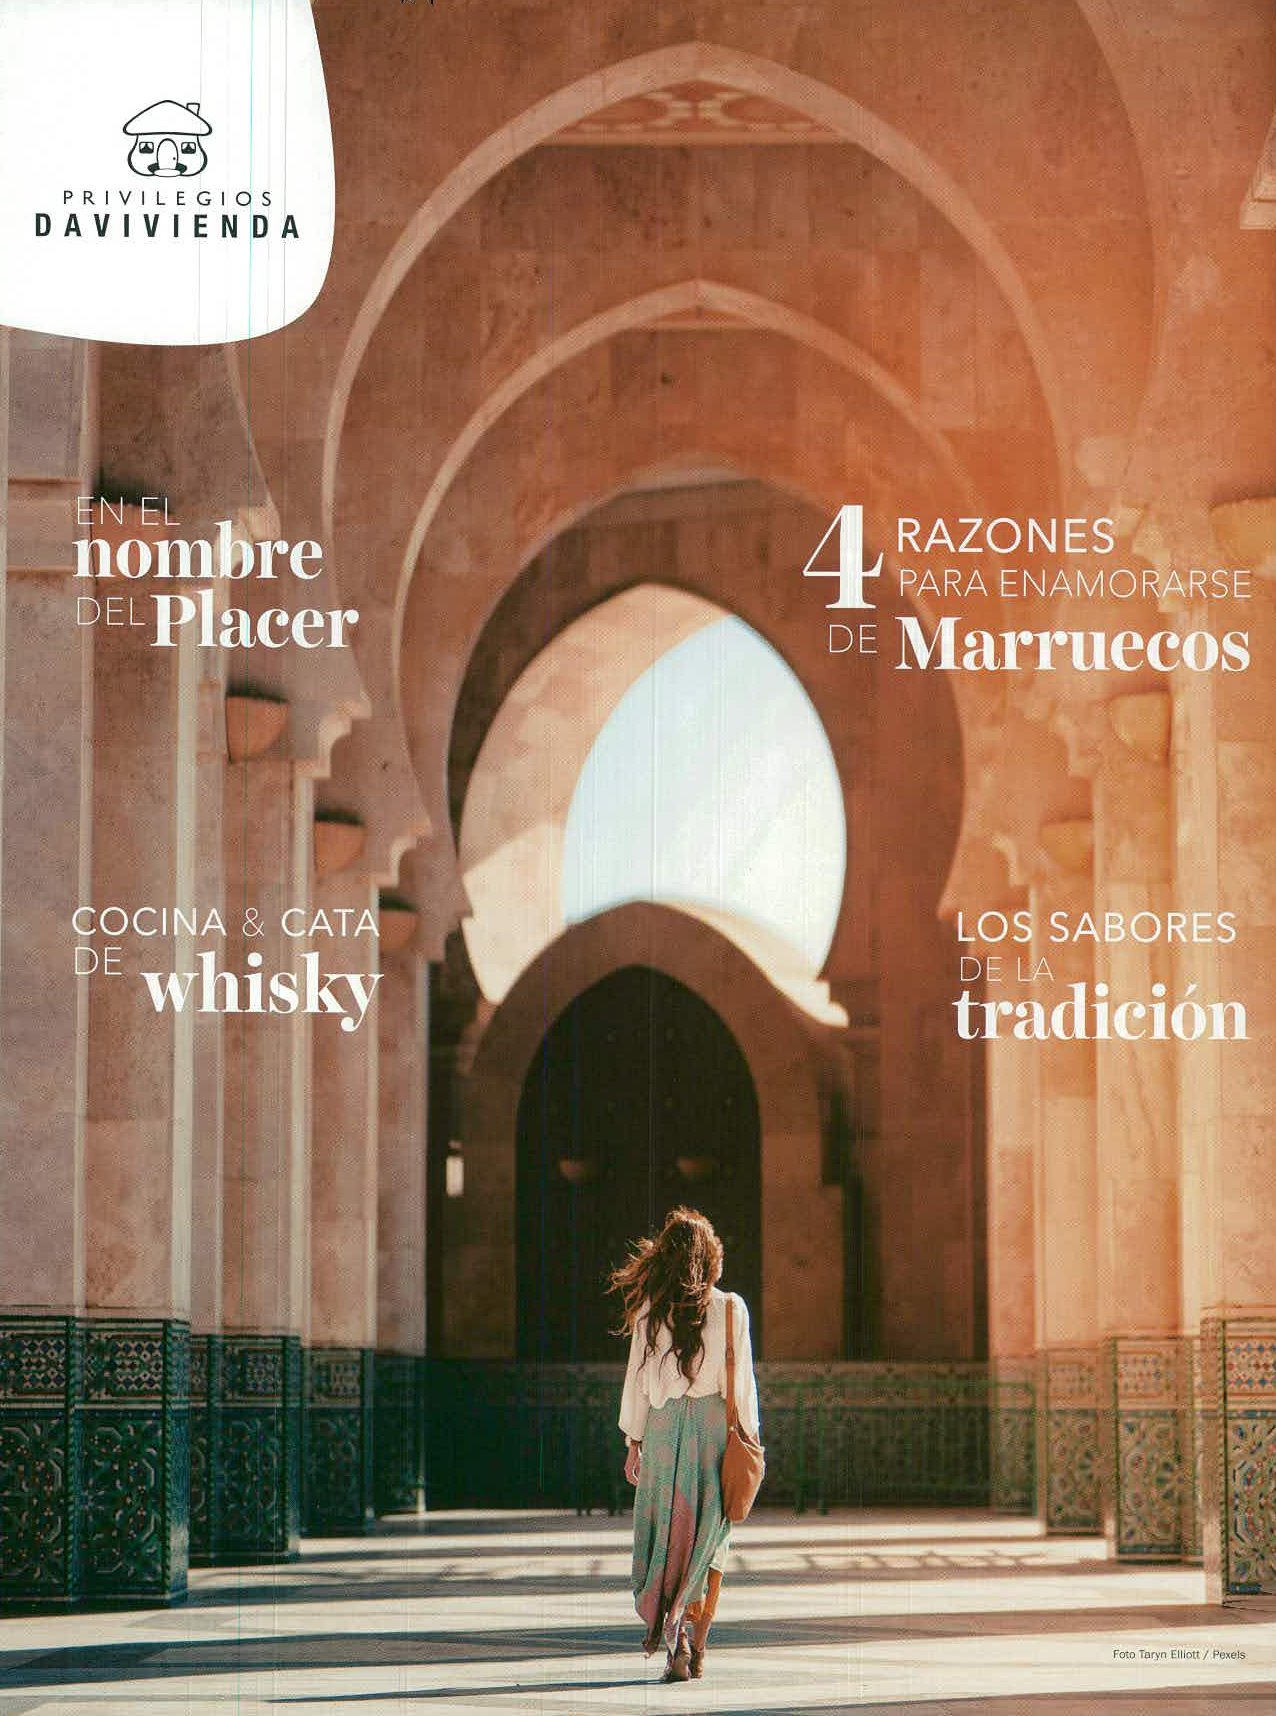 PRIVILEGIOS
DAVIVIENDA
EN EL
nombre
DEL Placer
4 RAZONES
PARA ENAMORARSE
DE Marruecos
COCINA & CATA
DE whisky
LOS SABORES
DE LA
tradición
Foto Taryn Elliott / Pexels